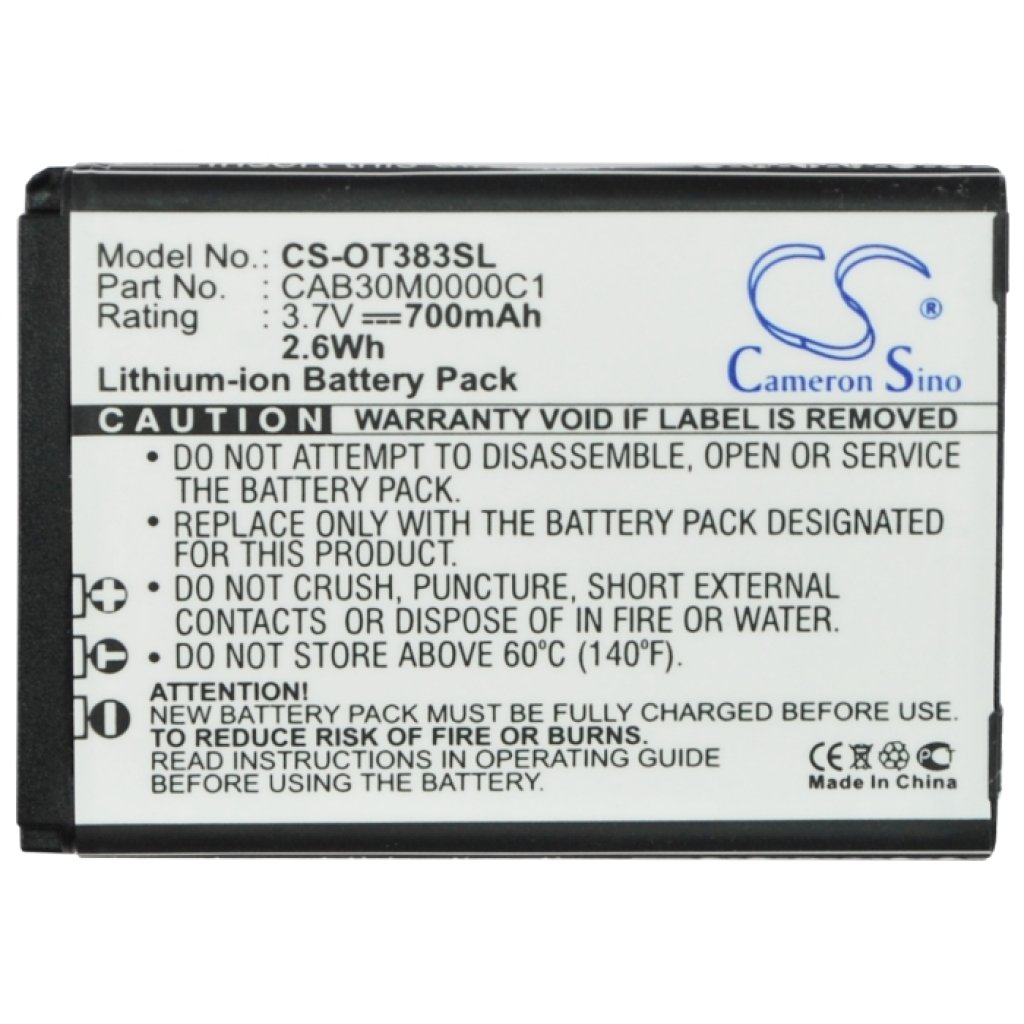 Insert this
Model No.: CS-OT383SL
Part No. : CAB30M0000C1
Rating : 3.7V ⎓ 700mAh
2.6Wh
Lithium-ion Battery Pack
CS
®
Cameron Sino
CAUTION WARRANTY VOID IF LABEL IS REMOVED
• DO NOT ATTEMPT TO DISASSEMBLE, OPEN OR SERVICE
THE BATTERY PACK.
• REPLACE ONLY WITH THE BATTERY PACK DESIGNATED
FOR THIS PRODUCT.
• DO NOT CRUSH, PUNCTURE, SHORT EXTERNAL
CONTACTS OR DISPOSE OF IN FIRE OR WATER.
• DO NOT STORE ABOVE 60°C (140°F).
ATTENTION!
NEW BATTERY PACK MUST BE FULLY CHARGED BEFORE USE.
TO REDUCE RISK OF FIRE OR BURNS.
READ INSTRUCTIONS IN OPERATING GUIDE
BEFORE USING THE BATTERY.
CE
Made In China